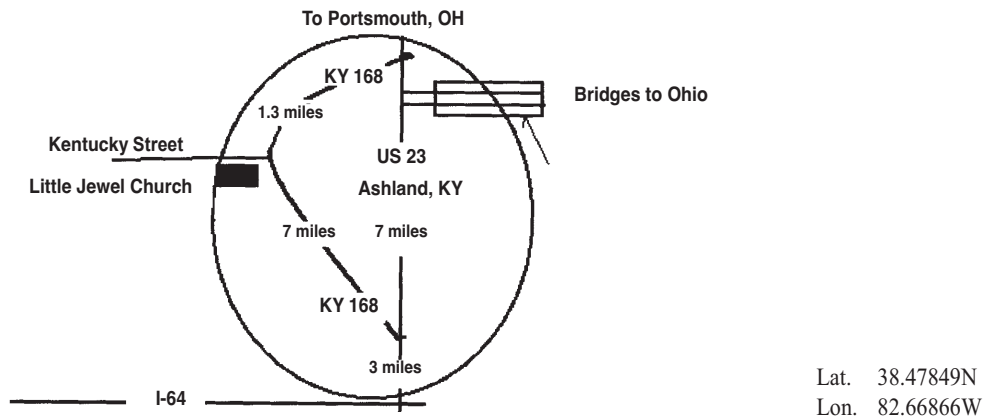 To Portsmouth, OH
KY 168
Bridges to Ohio
1.3 miles
Kentucky Street
US 23
Little Jewel Church
Ashland, KY
7 miles
7 miles
KY 168
3 miles
I-64
Lat. 38.47849N
Lon. 82.66866W